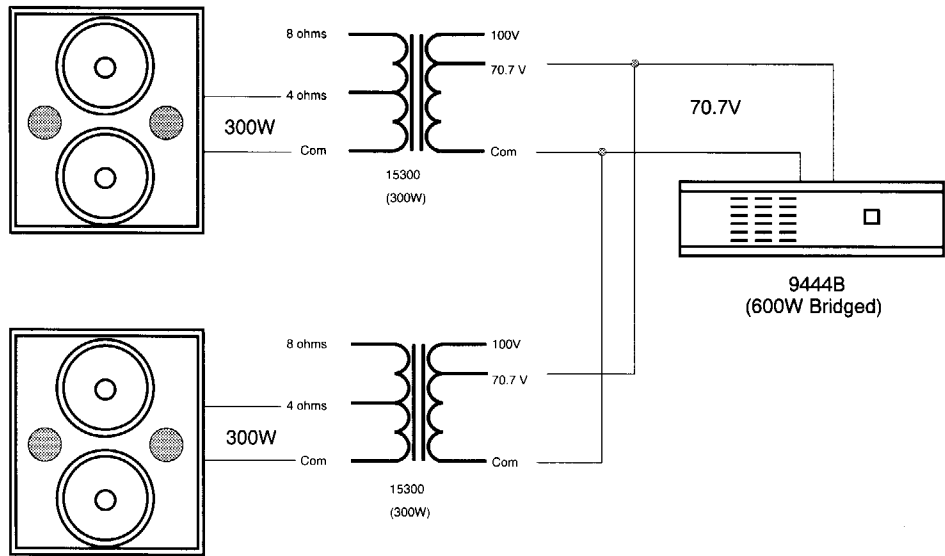 8 ohms
100V
70.7 V
4 ohms
300W
70.7V
Com
Com
15300
(300W)
9444B
(600W Bridged)
8 ohms
100V
70.7 V
4 ohms
300W
Com
Com
15300
(300W)